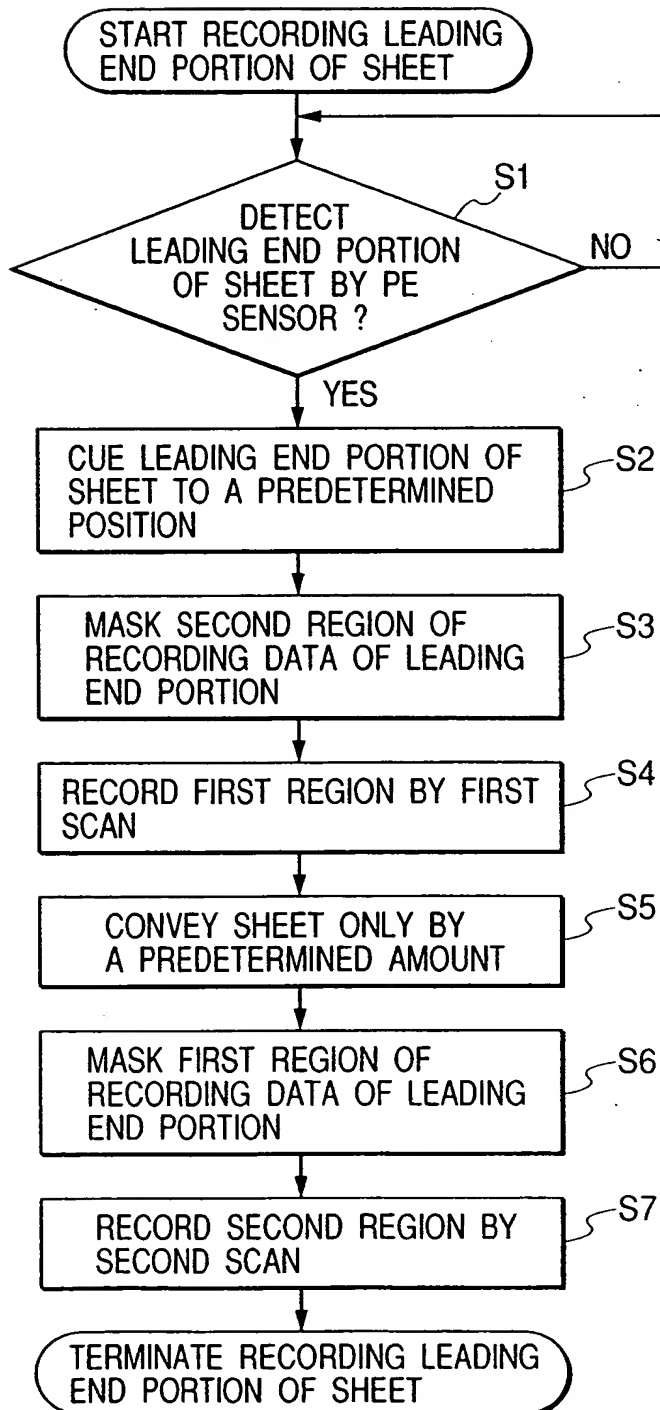 START RECORDING LEADING
END PORTION OF SHEET
S1
DETECT
LEADING END PORTION
OF SHEET BY PE
SENSOR ?
NO
YES
CUE LEADING END PORTION OF
SHEET TO A PREDETERMINED
POSITION
S2
MASK SECOND REGION OF
RECORDING DATA OF LEADING
END PORTION
S3
RECORD FIRST REGION BY FIRST
SCAN
S4
CONVEY SHEET ONLY BY
A PREDETERMINED AMOUNT
S5
MASK FIRST REGION OF
RECORDING DATA OF LEADING
END PORTION
S6
RECORD SECOND REGION BY
SECOND SCAN
S7
TERMINATE RECORDING LEADING
END PORTION OF SHEET